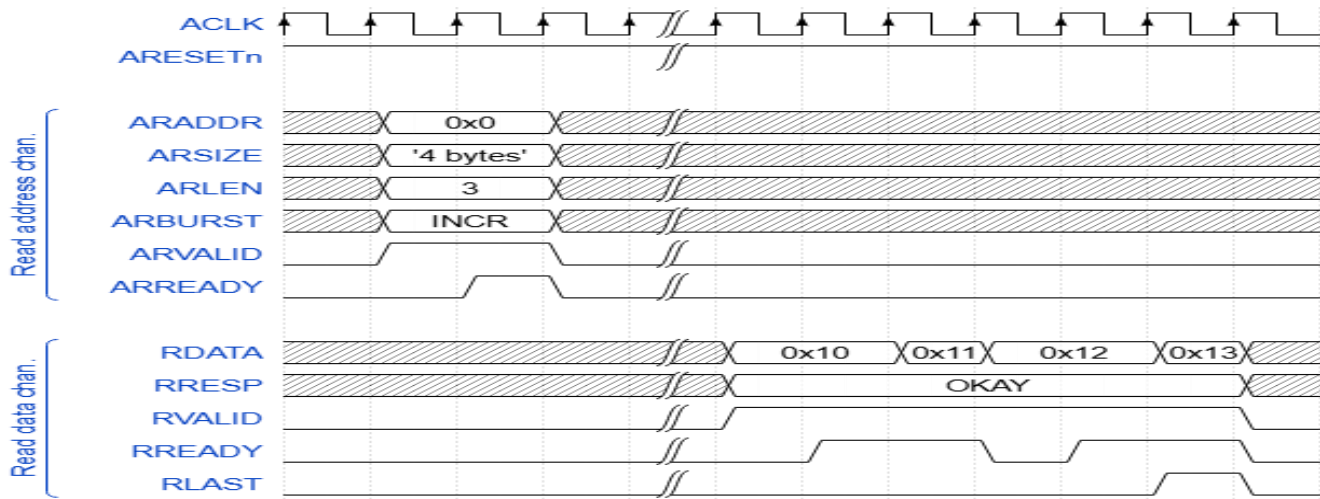 ACLK
ARESETn
Read address chan.
ARADDR 0x0
ARSIZE '4 bytes'
ARLEN 3
ARBURST INCR
ARVALID
ARREADY
Read data chan.
RDATA 0x10 0x11 0x12 0x13
RRESP OKAY
RVALID
RREADY
RLAST